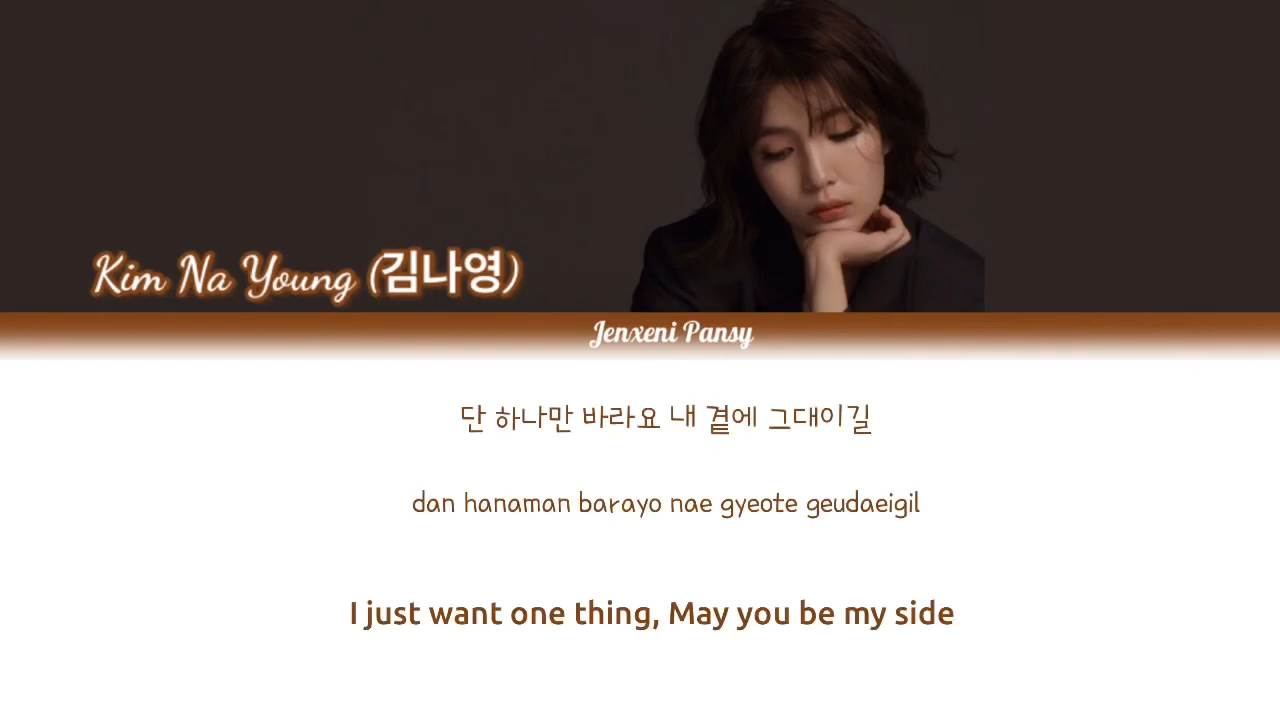 Kim Na Young (김나영)
Jenxeni Pansy
단 하나만 바라요 내 곁에 그대이길
dan hanaman barayo nae gyeote geudaeigil
I just want one thing, May you be my side